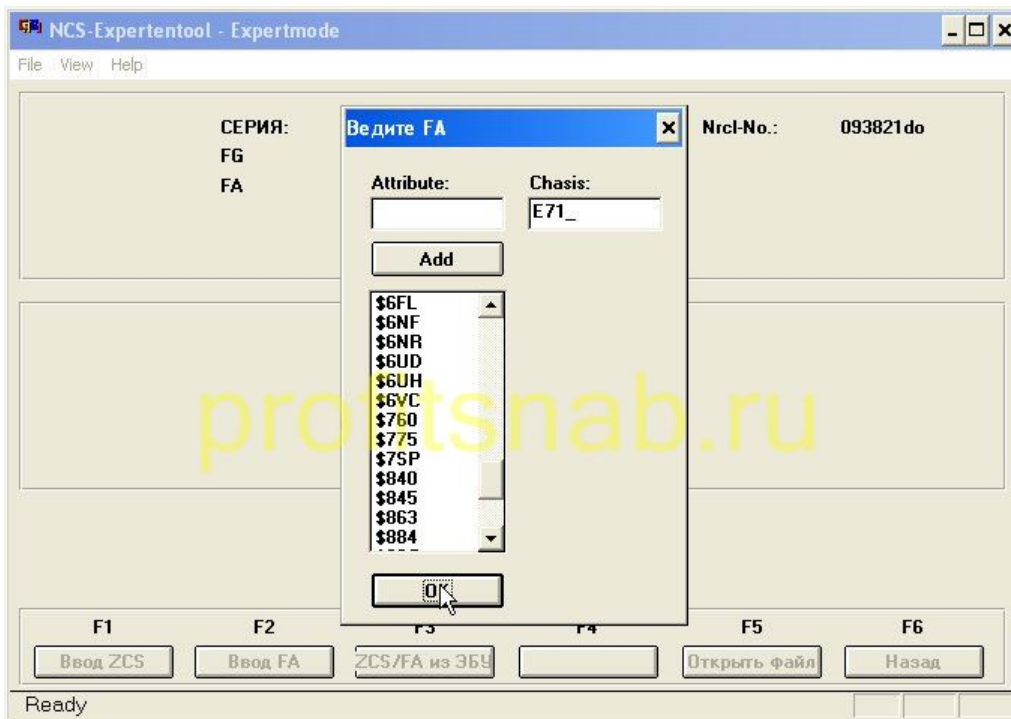 NCS-Expertentool - Expertmode
File View Help
СЕРИЯ:
FG
FA
Nrcl-No.: 093821do
Ведите FA
Attribute: Chasis:
E71_
Add
$6FL
$6NF
$6NR
$6UD
$6UH
$6VC
$760
$775
$7SP
$840
$845
$863
$884
OK
profitsnab.ru
F1 F2 F3 F4 F5 F6
Ввод ZCS Ввод FA ZCS/FA из ЭБУ Открыть файл Назад
Ready